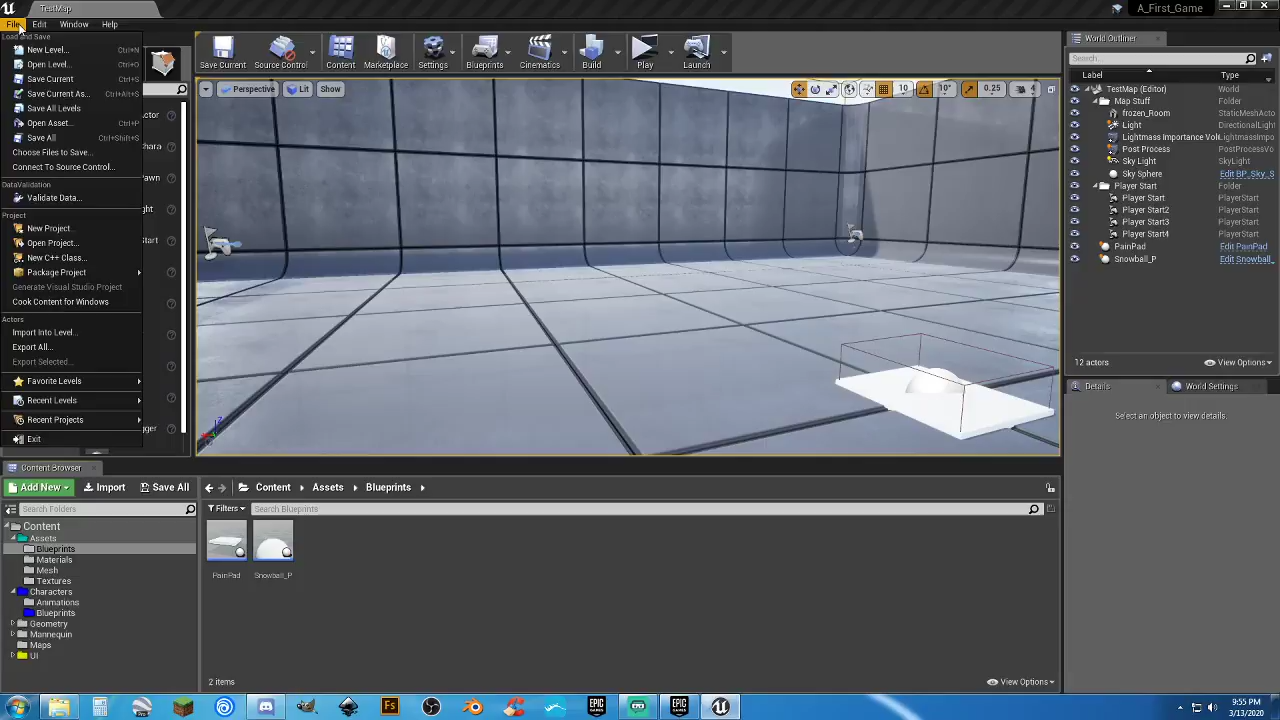 TestMap
A_First_Game
File Edit Window Help
Load and Save
New Level... Ctrl+N
Open Level... Ctrl+O
Save Current Ctrl+S
Save Current As... Ctrl+Alt+S
Save All Levels
Open Asset... Ctrl+P
Save All Ctrl+Shift+S
Choose Files to Save...
Connect To Source Control...
DataValidation
Validate Data...
Project
New Project...
Open Project...
New C++ Class...
Package Project
Generate Visual Studio Project
Cook Content for Windows
Actors
Import Into Level...
Export All...
Export Selected...
Favorite Levels
Recent Levels
Recent Projects
Exit
Save Current
Source Control
Content
Marketplace
Settings
Blueprints
Cinematics
Build
Play
Launch
Perspective Lit Show
10 10° 0.25 4
World Outliner
Search...
Label Type
TestMap (Editor) World
Map Stuff Folder
frozen_Room StaticMeshActo
Light DirectionalLight
Lightmass Importance Volu LightmassImpor
Post Process PostProcessVo
Sky Light SkyLight
Sky Sphere Edit BP_Sky_S
Player Start Folder
Player Start PlayerStart
Player Start2 PlayerStart
Player Start3 PlayerStart
Player Start4 PlayerStart
PainPad Edit PainPad
Snowball_P Edit Snowball_
12 actors View Options
Details World Settings
Select an object to view details.
Content Browser
Add New Import Save All
Content Assets Blueprints
Search Folders
Filters Search Blueprints
Content
Assets
Blueprints
Materials
Mesh
Textures
Characters
Animations
Blueprints
Geometry
Mannequin
Maps
UI
PainPad Snowball_P
2 items View Options
Fs
EPIC GAMES
EPIC GAMES
9:55 PM
3/13/2020